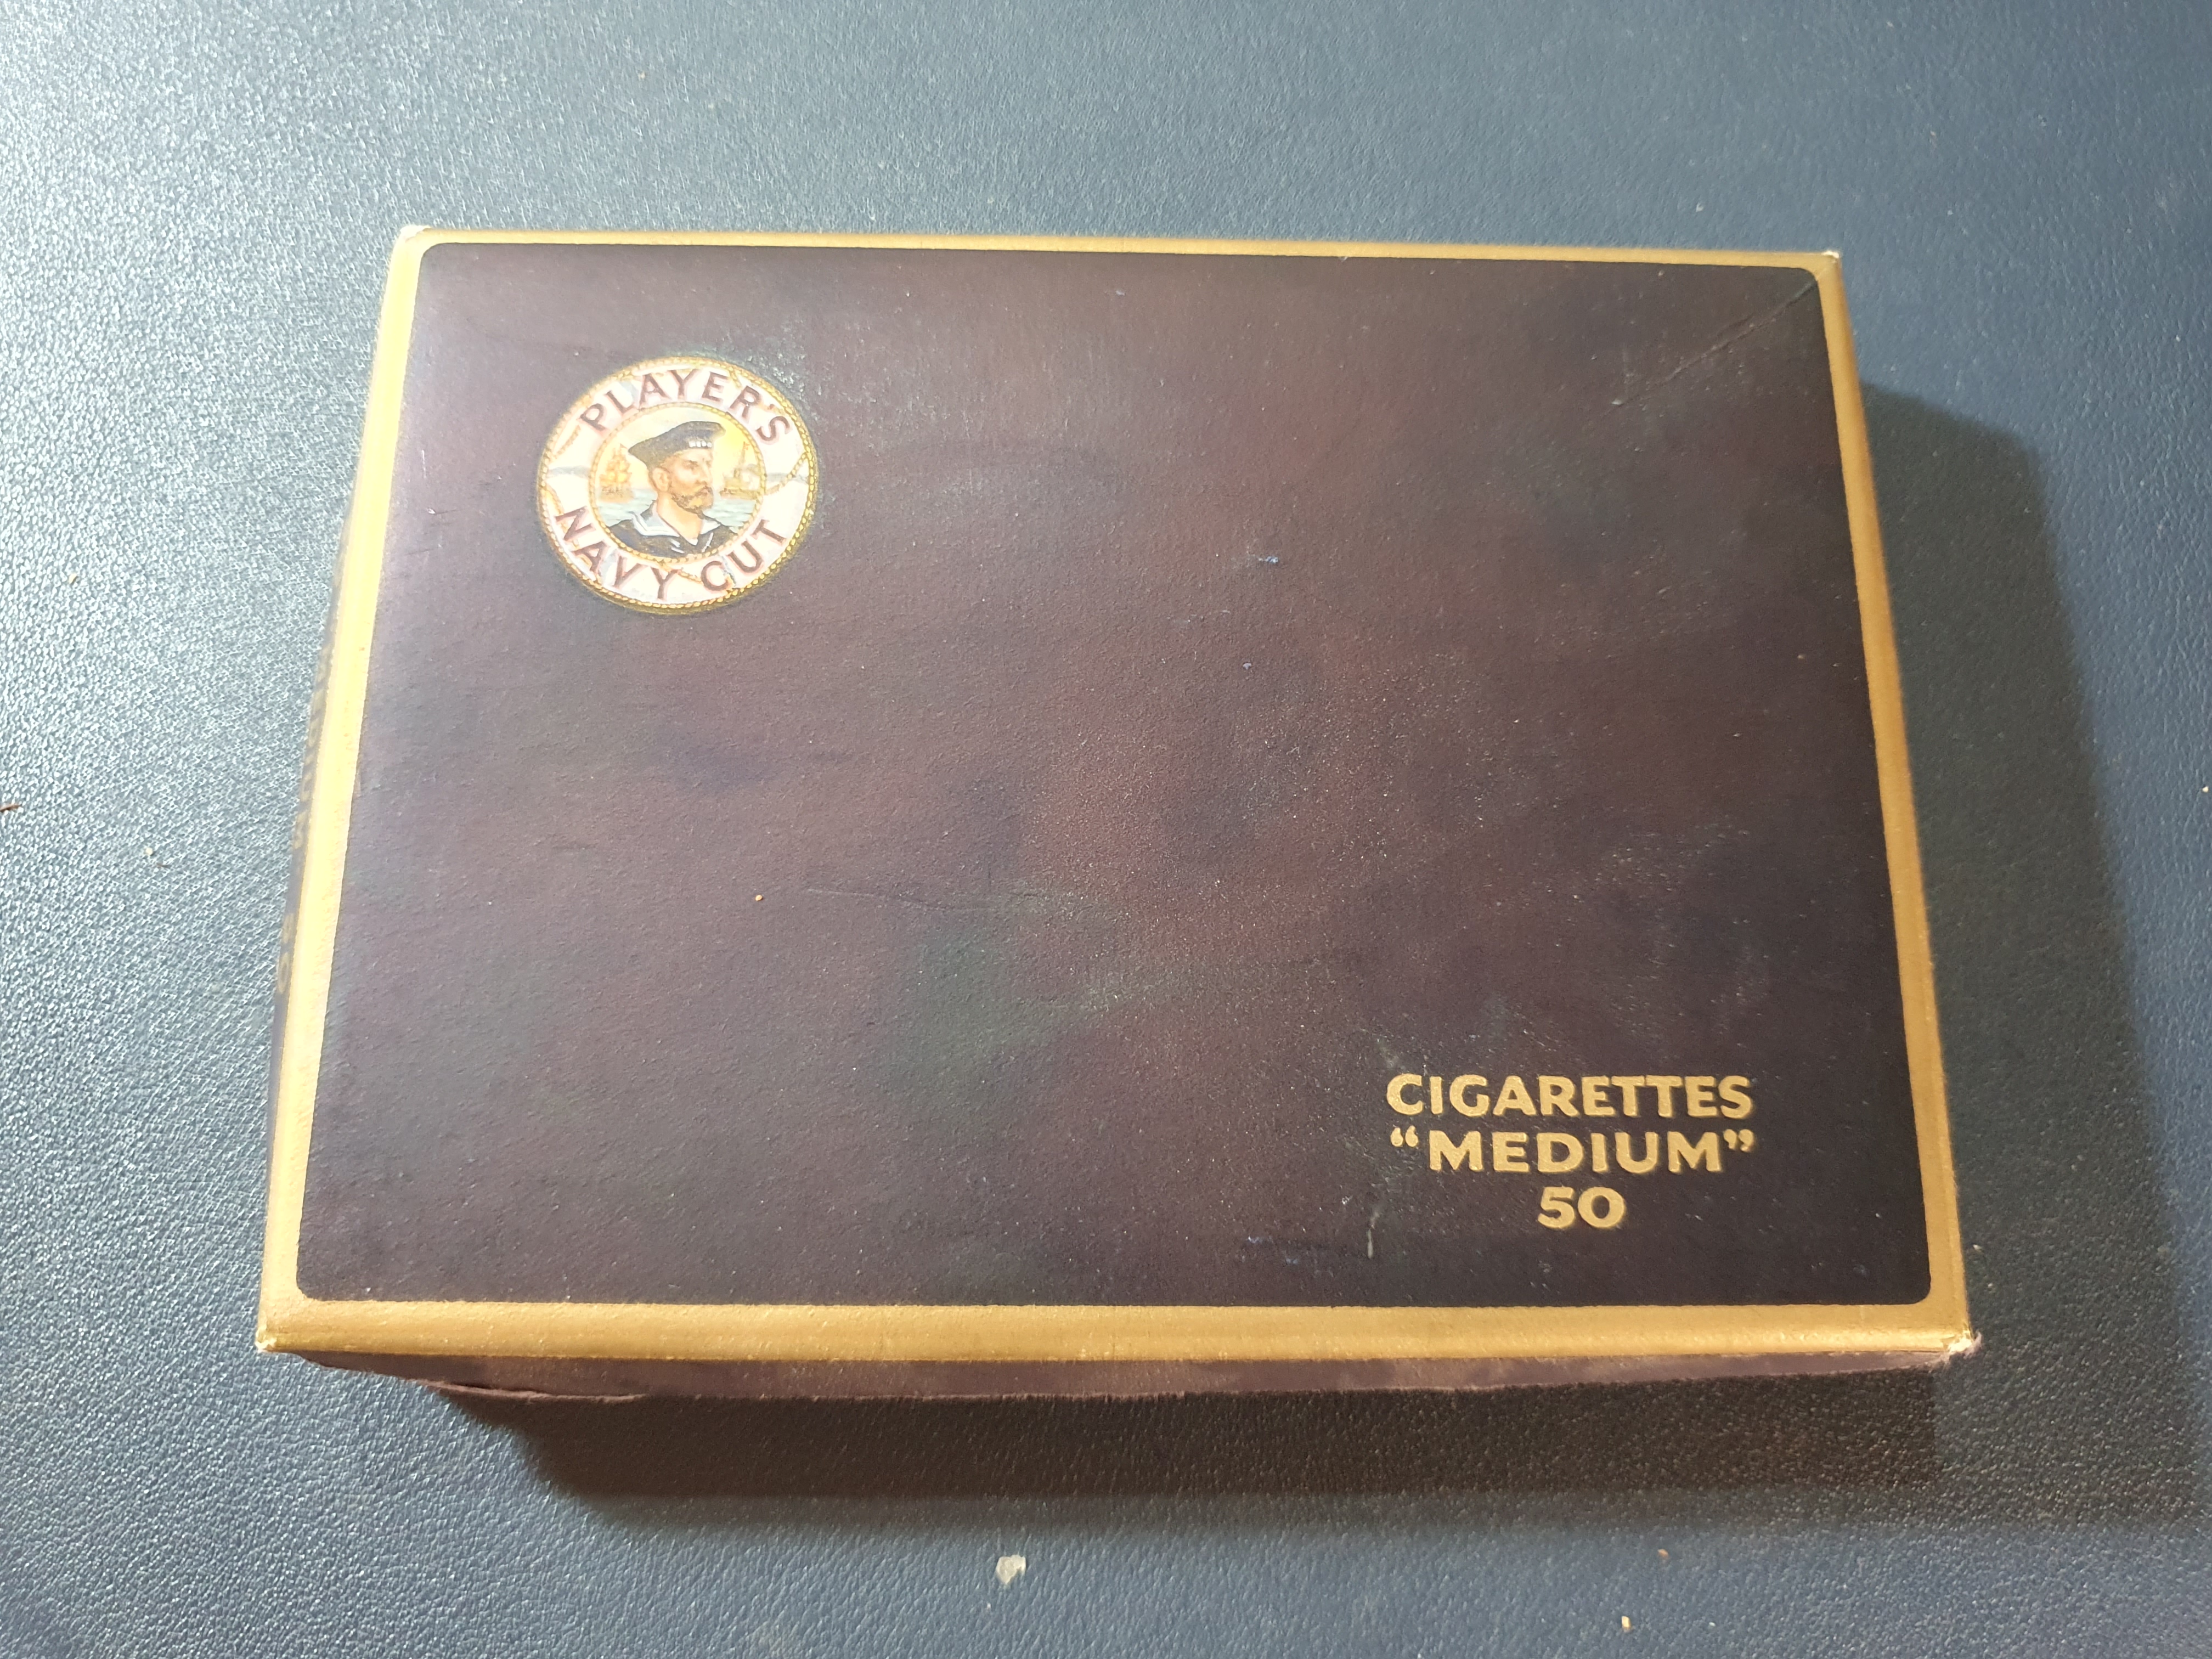 PLAYER'S
NAVY CUT
CIGARETTES
“MEDIUM”
50